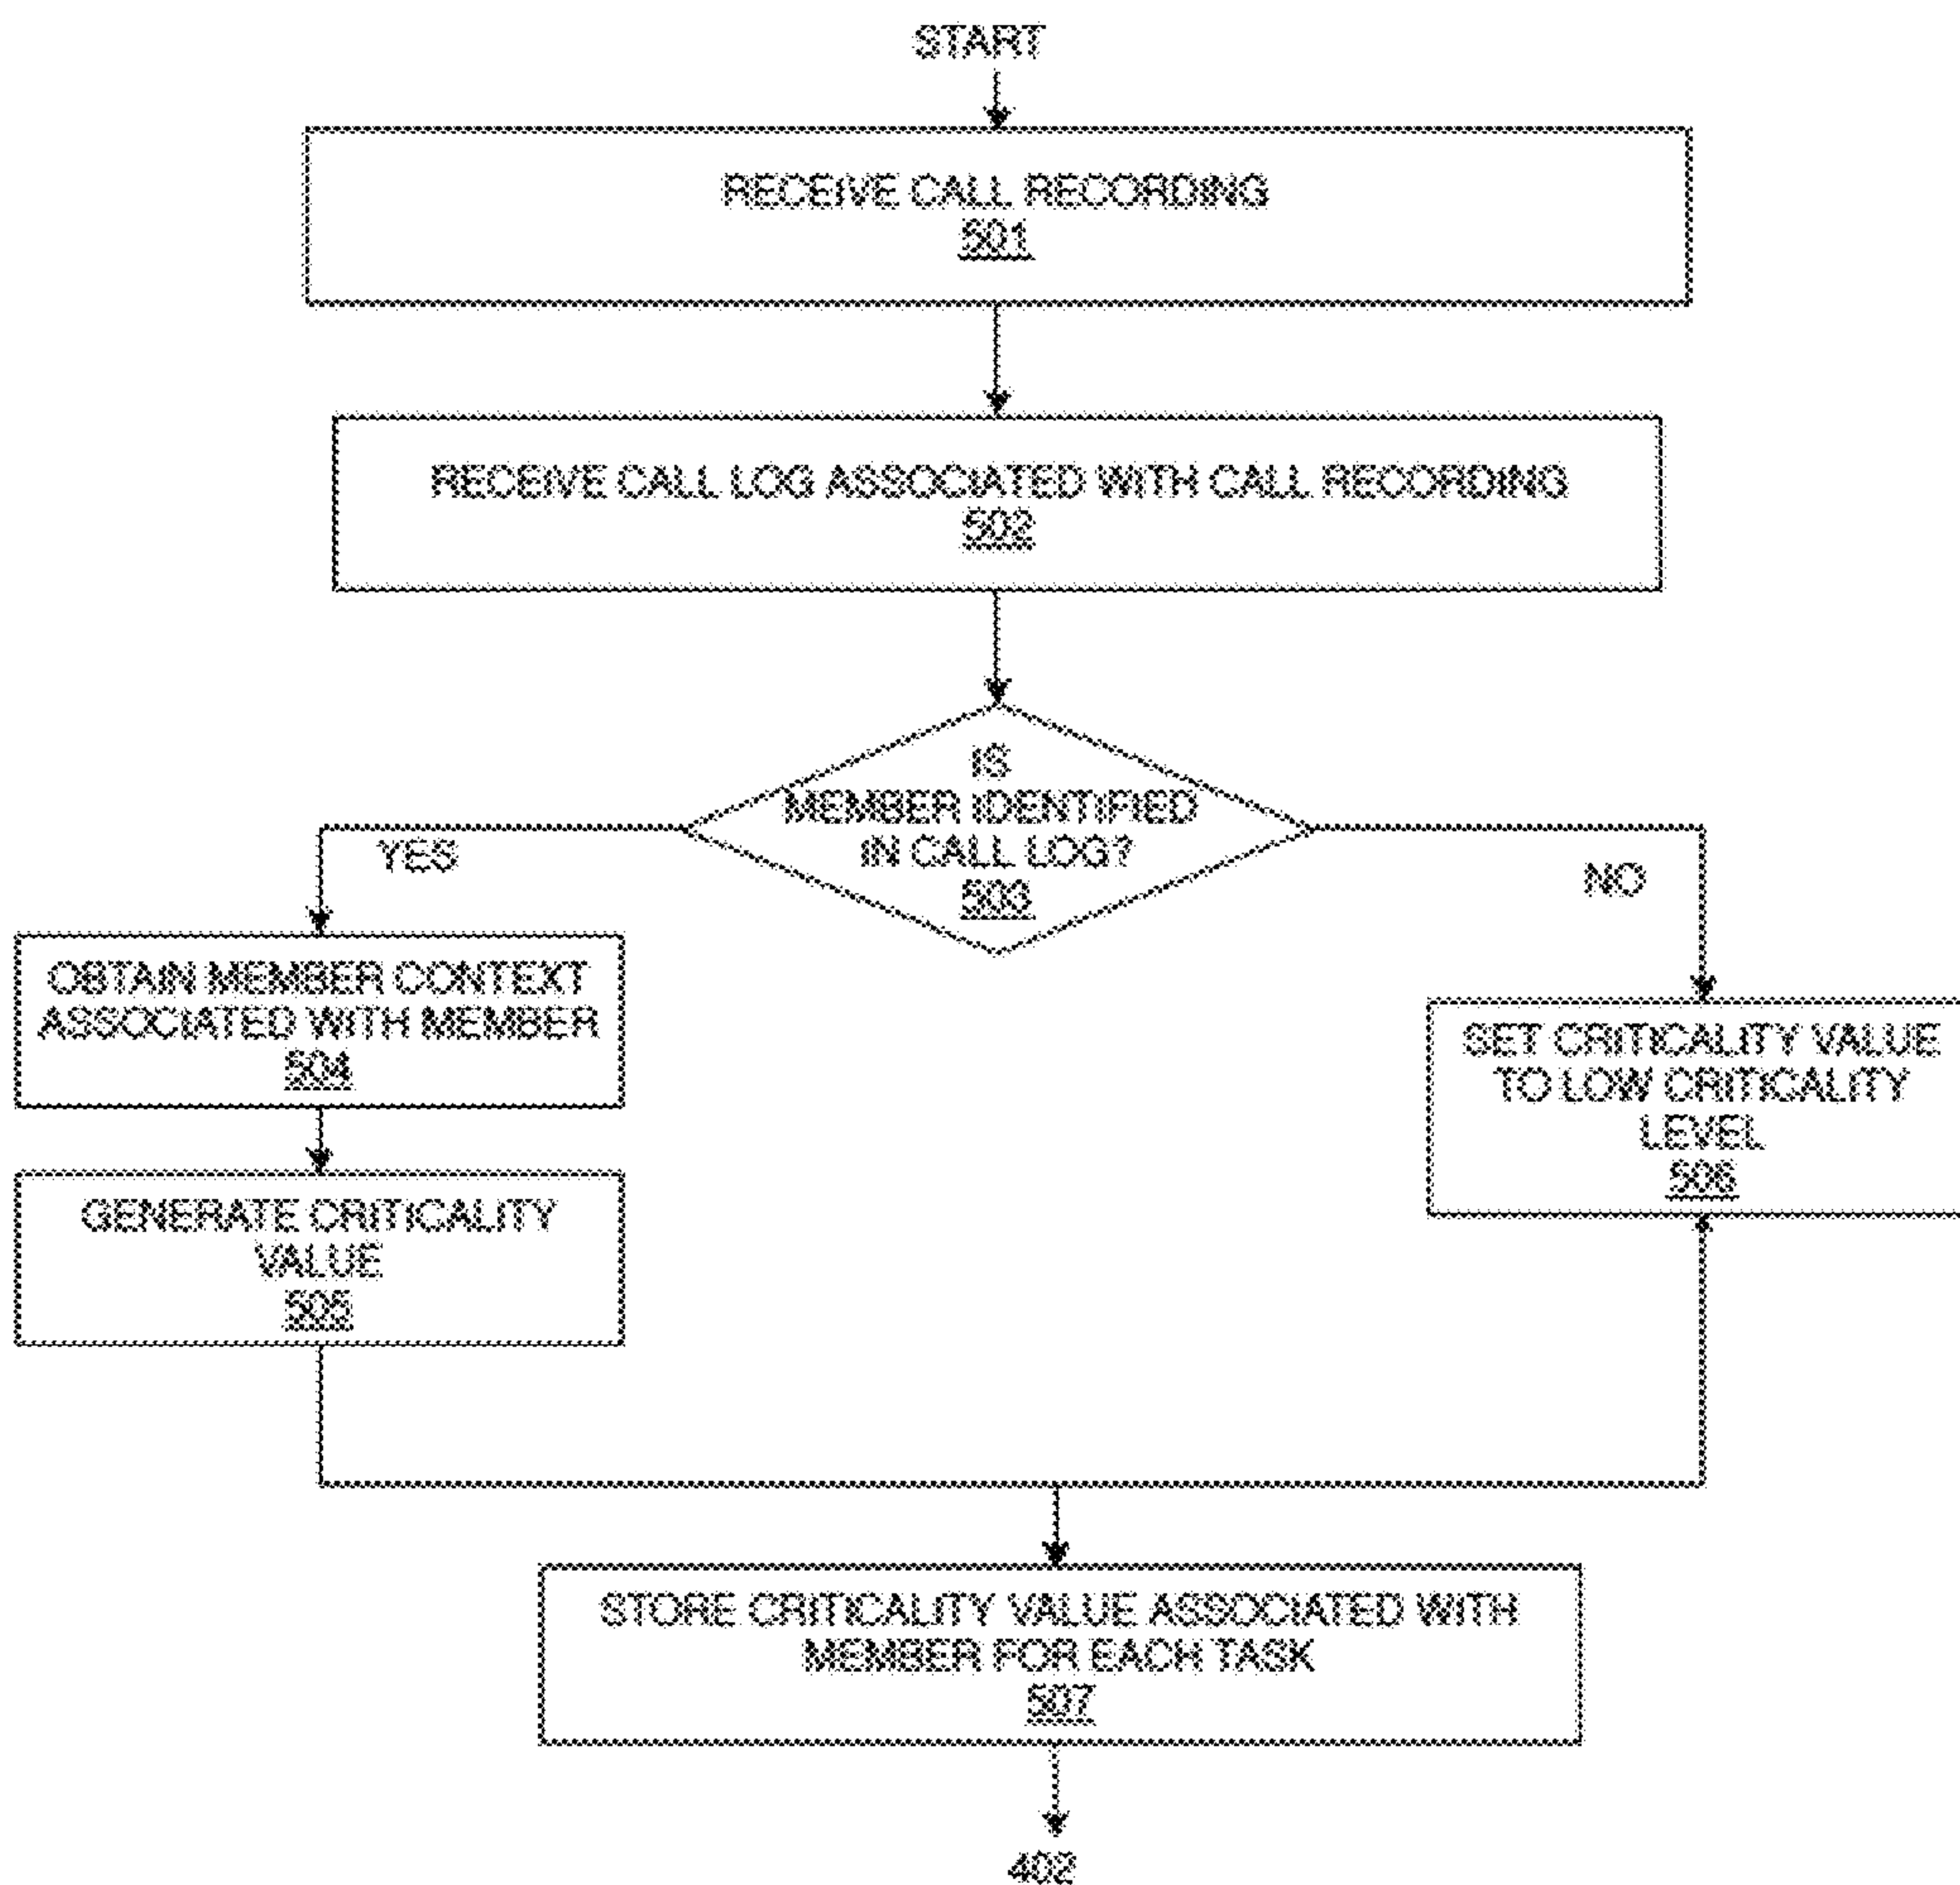 START
RECEIVE CALL RECORDING
501
RECEIVE CALL LOG ASSOCIATED WITH CALL RECORDING
502
IS
MEMBER IDENTIFIED
IN CALL LOG?
503
YES
NO
OBTAIN MEMBER CONTEXT
ASSOCIATED WITH MEMBER
504
SET CRITICALITY VALUE
TO LOW CRITICALITY
LEVEL
506
GENERATE CRITICALITY
VALUE
505
STORE CRITICALITY VALUE ASSOCIATED WITH
MEMBER FOR EACH TASK
507
402